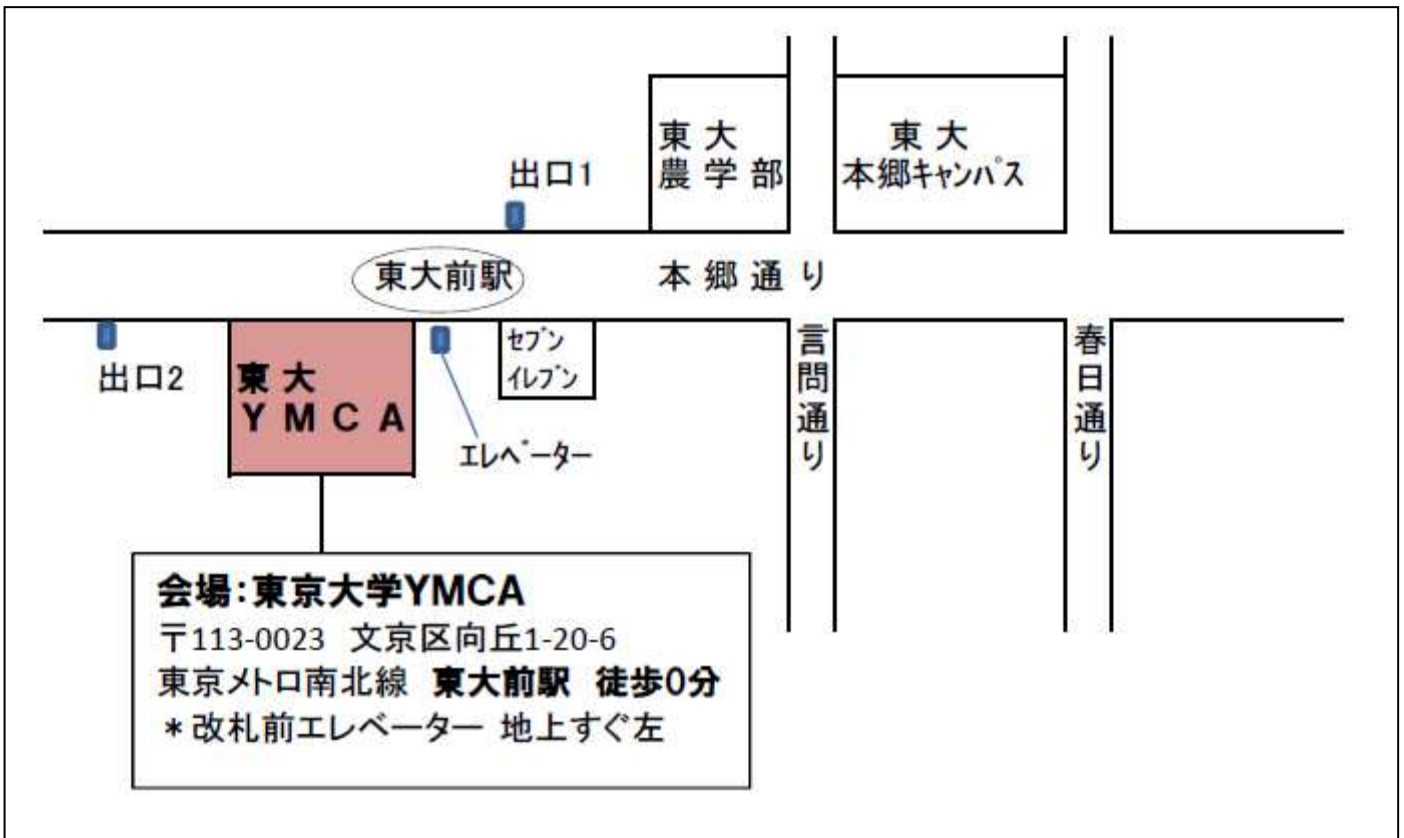 東大
農学部
東大
本郷キャンパス
出口1
東大前駅
本郷通り
出口2
東大
YMCA
セブン
イレブン
エレベーター
言問通り
春日通り
会場:東京大学YMCA
〒113-0023 文京区向丘1-20-6
東京メトロ南北線 東大前駅 徒歩0分
*改札前エレベーター 地上すぐ左